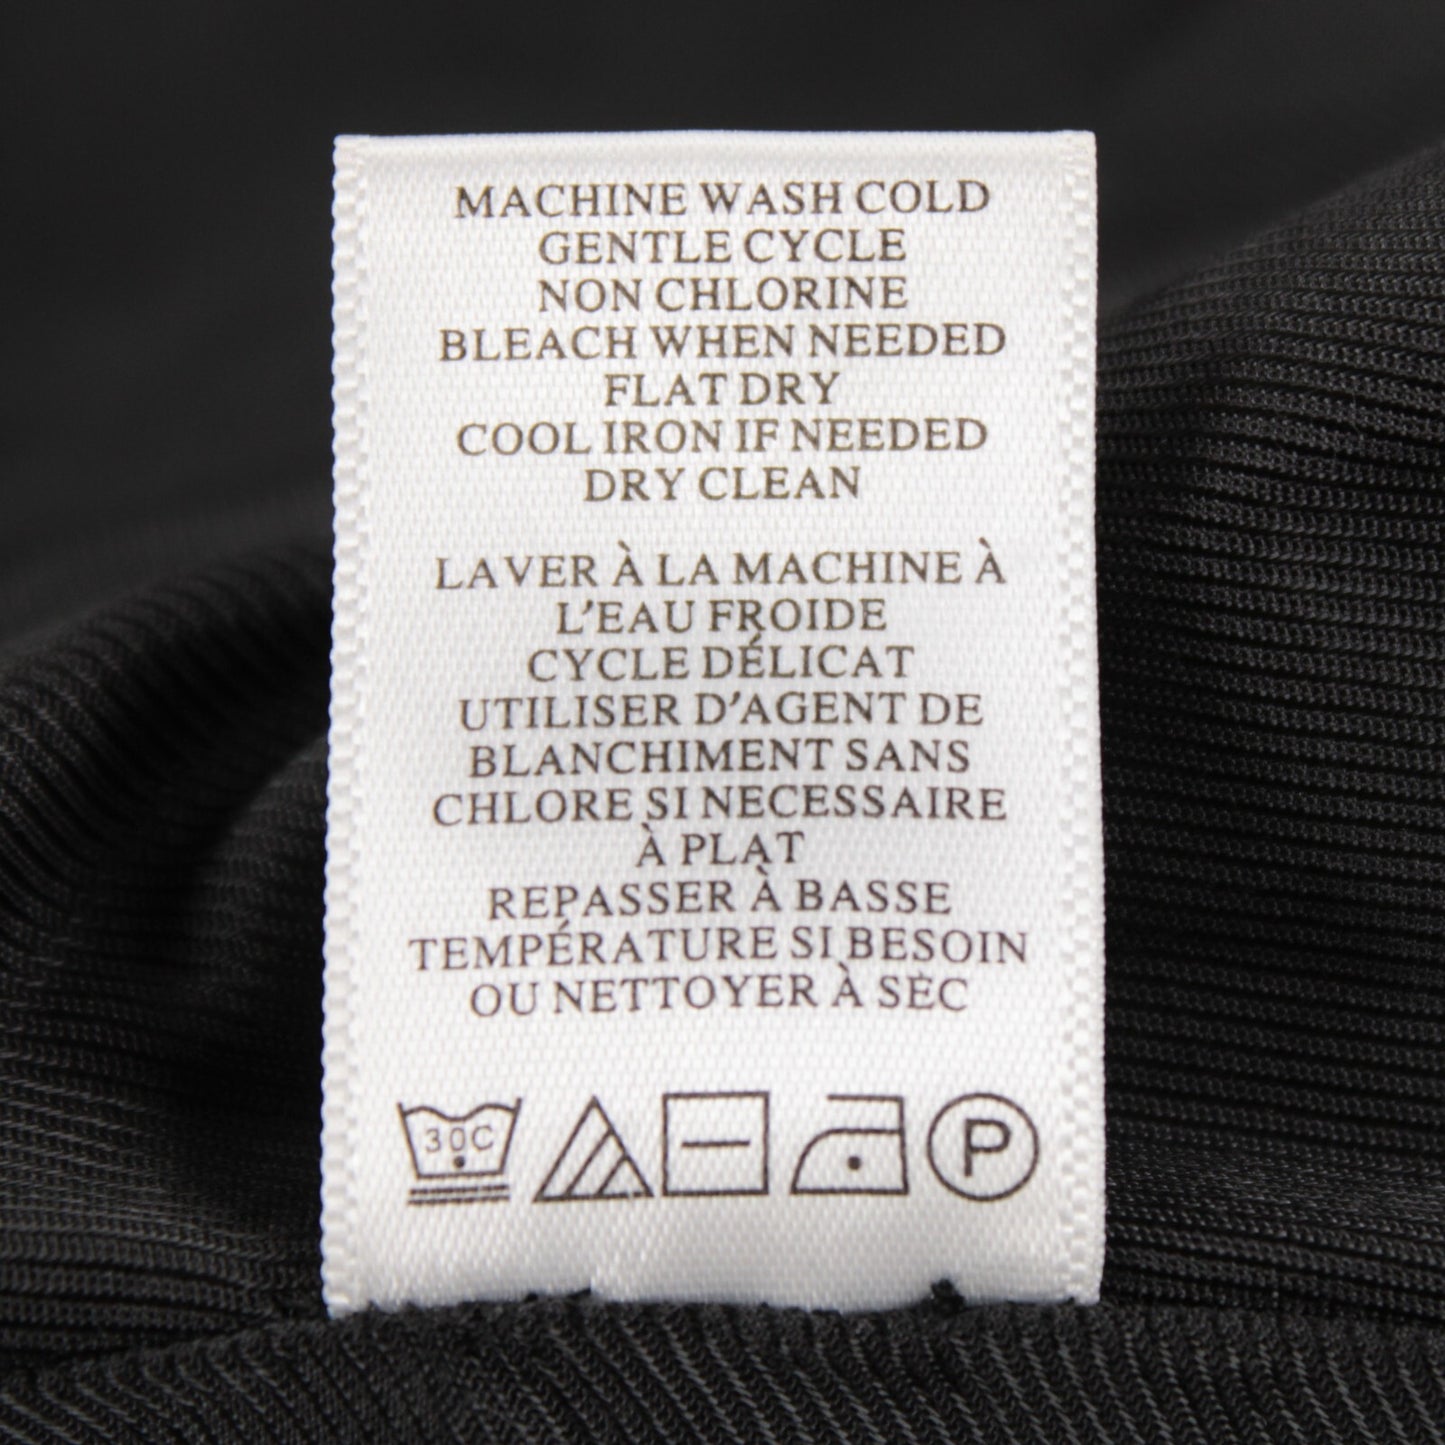 MACHINE WASH COLD
GENTLE CYCLE
NON CHLORINE
BLEACH WHEN NEEDED
FLAT DRY
COOL IRON IF NEEDED
DRY CLEAN
LAVER À LA MACHINE À
L'EAU FROIDE
CYCLE DÉLICAT
UTILISER D'AGENT DE
BLANCHIMENT SANS
CHLORE SI NECESSAIRE
À PLAT
REPASSER À BASSE
TEMPÉRATURE SI BESOIN
OU NETTOYER À SEC
30C P